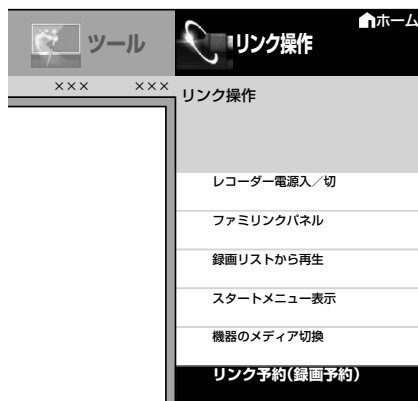 ホーム
ツール
リンク操作
××× ×××
リンク操作
レコーダー電源入／切
ファミリンクパネル
録画リストから再生
スタートメニュー表示
機器のメディア切換
リンク予約(録画予約)